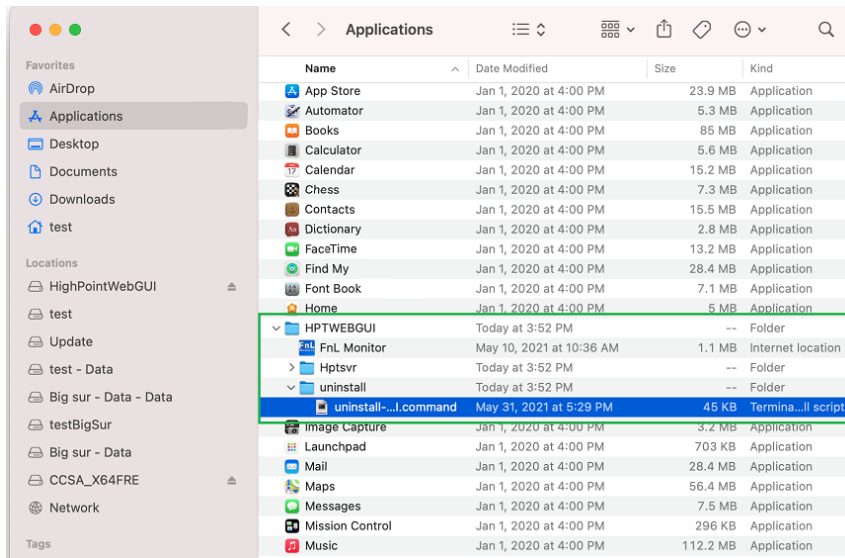 Applications
Favorites
AirDrop
Applications
Desktop
Documents
Downloads
test
Locations
HighPointWebGUI
test
Update
test - Data
Big sur - Data - Data
testBigSur
Big sur - Data
CCSA_X64FRE
Network
Tags
Name Date Modified Size Kind
App Store Jan 1, 2020 at 4:00 PM 23.9 MB Application
Automator Jan 1, 2020 at 4:00 PM 5.3 MB Application
Books Jan 1, 2020 at 4:00 PM 85 MB Application
Calculator Jan 1, 2020 at 4:00 PM 5.6 MB Application
17 Calendar Jan 1, 2020 at 4:00 PM 15.2 MB Application
Chess Jan 1, 2020 at 4:00 PM 7.3 MB Application
Contacts Jan 1, 2020 at 4:00 PM 15.5 MB Application
Aa Dictionary Jan 1, 2020 at 4:00 PM 2.8 MB Application
FaceTime Jan 1, 2020 at 4:00 PM 13.2 MB Application
Find My Jan 1, 2020 at 4:00 PM 28.4 MB Application
Font Book Jan 1, 2020 at 4:00 PM 7.1 MB Application
Home Jan 1, 2020 at 4:00 PM 5 MB Application
HPTWEBGUI Today at 3:52 PM -- Folder
FnL FnL Monitor May 10, 2021 at 10:36 AM 1.1 MB Internet location
Hptsvr Today at 3:52 PM -- Folder
uninstall Today at 3:52 PM -- Folder
uninstall-...l.command May 31, 2021 at 5:29 PM 45 KB Termina...ll script
Image Capture Jan 1, 2020 at 4:00 PM 3.2 MB Application
Launchpad Jan 1, 2020 at 4:00 PM 703 KB Application
Mail Jan 1, 2020 at 4:00 PM 28.4 MB Application
Maps Jan 1, 2020 at 4:00 PM 56.4 MB Application
Messages Jan 1, 2020 at 4:00 PM 7.5 MB Application
Mission Control Jan 1, 2020 at 4:00 PM 296 KB Application
Music Jan 1, 2020 at 4:00 PM 112.2 MB Application